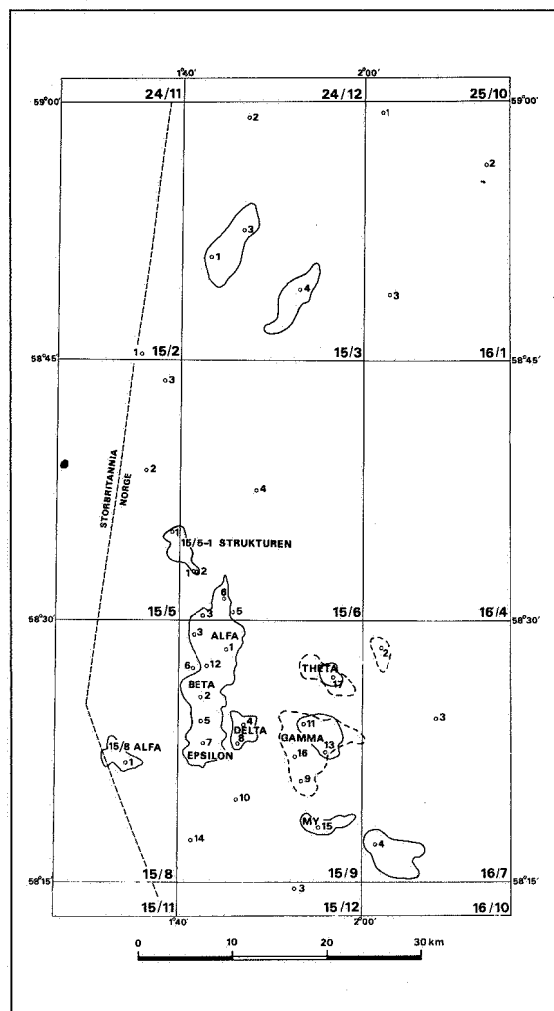 1°40′ 2°00′
59°00′ 24/11 24/12 25/10 59°00′
2 1
2
3
1
4 3
1 15/2 15/3 16/1
58°45′ 58°45′
3
2
4
STORBRITANNIA
NORGE
1
15/5-1 STRUKTUREN
1 2
6
3 5
15/5 15/6 16/4
58°30′ 58°30′
3 ALFA
1
2
6 12 THETA
17
BETA
2
3
5 4 11
DELTA GAMMA
8
7 13
15/8 ALFA EPSILON 16
1
9
10
MY 15
14 4
15/8 15/9 16/7
58°15′ 58°15′
3
15/11 15/12 16/10
1°40′ 2°00′
0 10 20 30 km